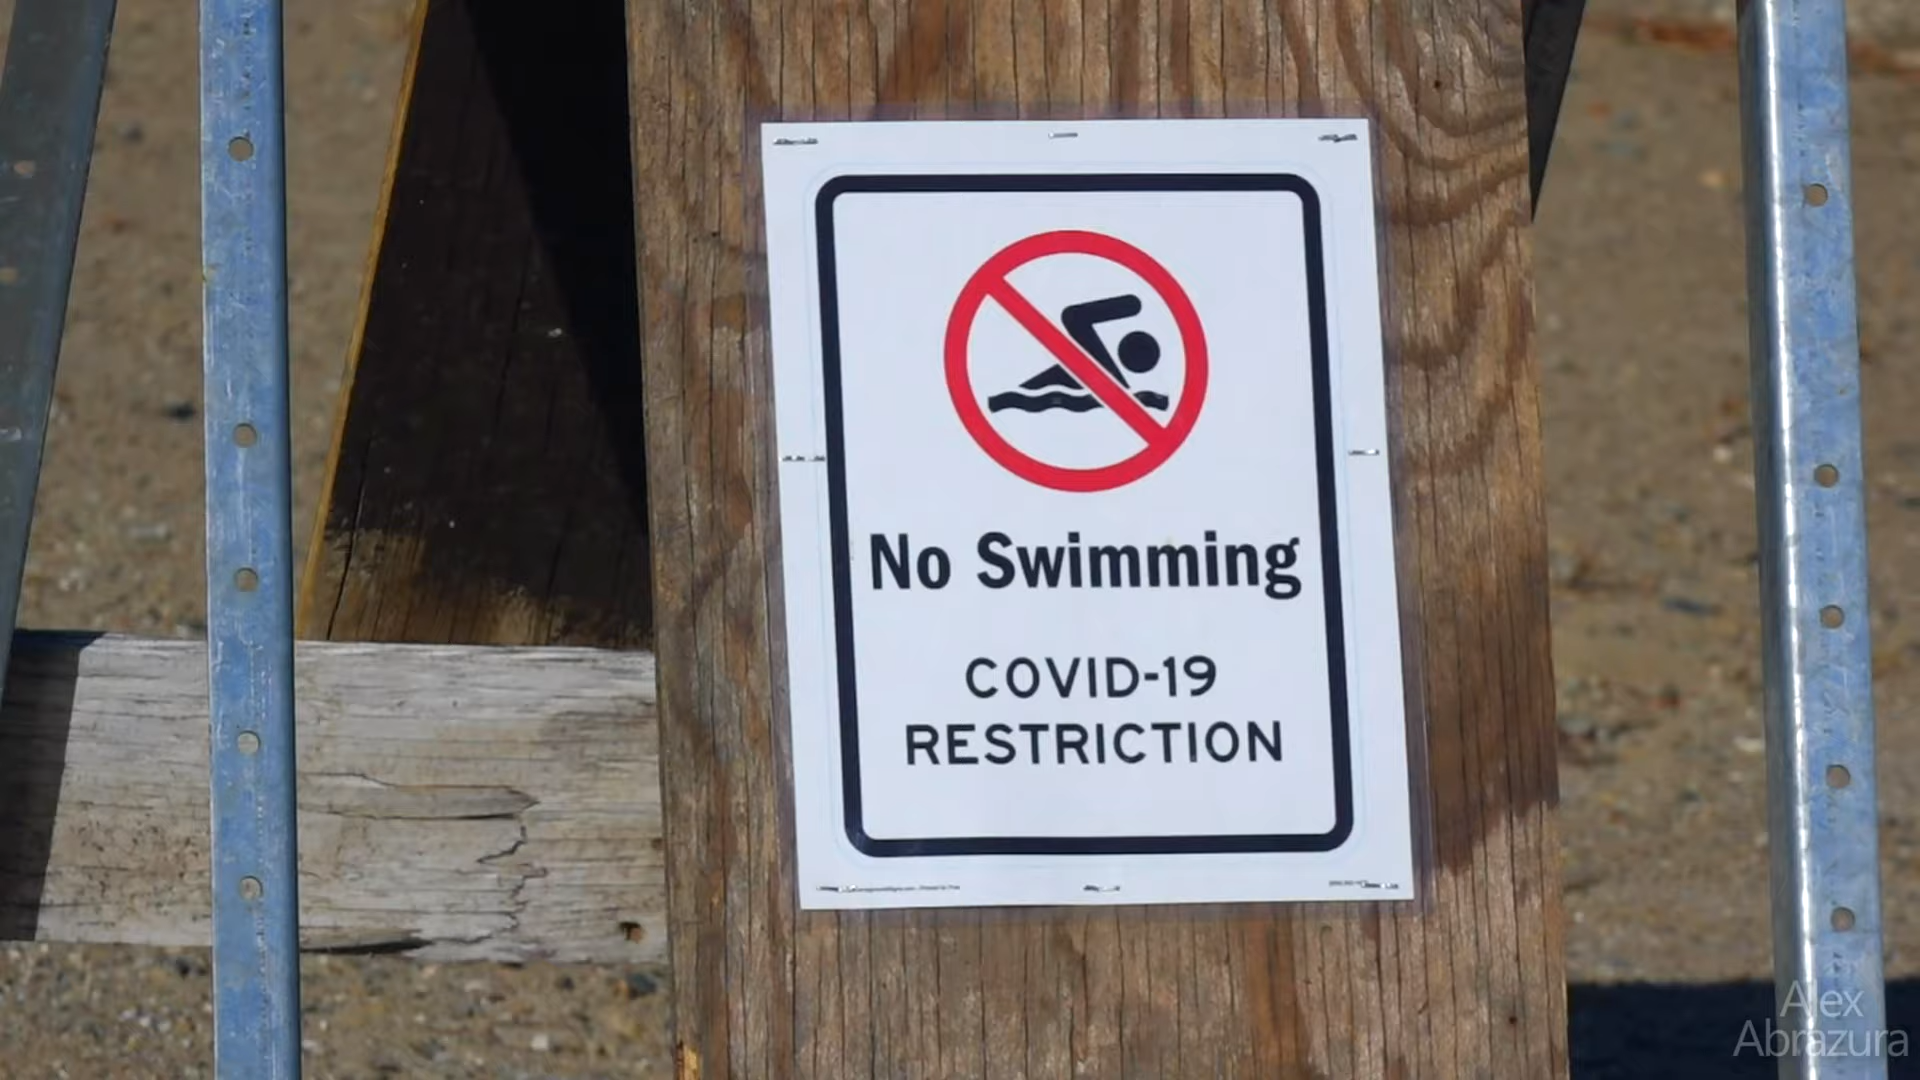 No Swimming
COVID-19
RESTRICTION
Alex
Abrazura